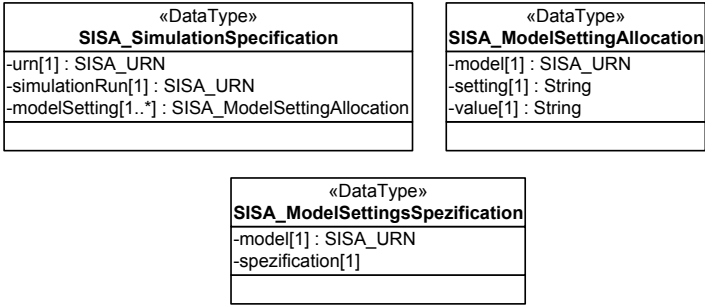 «DataType»
SISA_SimulationSpecification
-urn[1] : SISA_URN
-simulationRun[1] : SISA_URN
-modelSetting[1..*] : SISA_ModelSettingAllocation
«DataType»
SISA_ModelSettingAllocation
-model[1] : SISA_URN
-setting[1] : String
-value[1] : String
«DataType»
SISA_ModelSettingsSpezification
-model[1] : SISA_URN
-spezification[1]